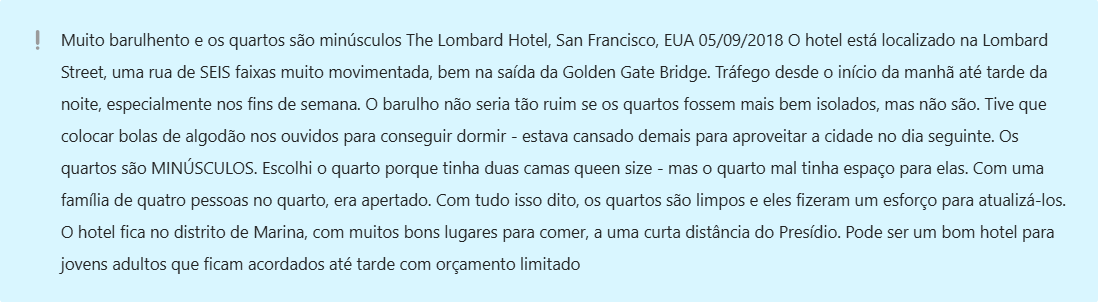 Muito barulhento e os quartos são minúsculos The Lombard Hotel, San Francisco, EUA 05/09/2018 O hotel está localizado na Lombard
Street, uma rua de SEIS faixas muito movimentada, bem na saída da Golden Gate Bridge. Tráfego desde o início da manhã até tarde da
noite, especialmente nos fins de semana. O barulho não seria tão ruim se os quartos fossem mais bem isolados, mas não são. Tive que
colocar bolas de algodão nos ouvidos para conseguir dormir - estava cansado demais para aproveitar a cidade no dia seguinte. Os
quartos são MINÚSCULOS. Escolhi o quarto porque tinha duas camas queen size - mas o quarto mal tinha espaço para elas. Com uma
família de quatro pessoas no quarto, era apertado. Com tudo isso dito, os quartos são limpos e eles fizeram um esforço para atualizá-los.
O hotel fica no distrito de Marina, com muitos bons lugares para comer, a uma curta distância do Presídio. Pode ser um bom hotel para
jovens adultos que ficam acordados até tarde com orçamento limitado